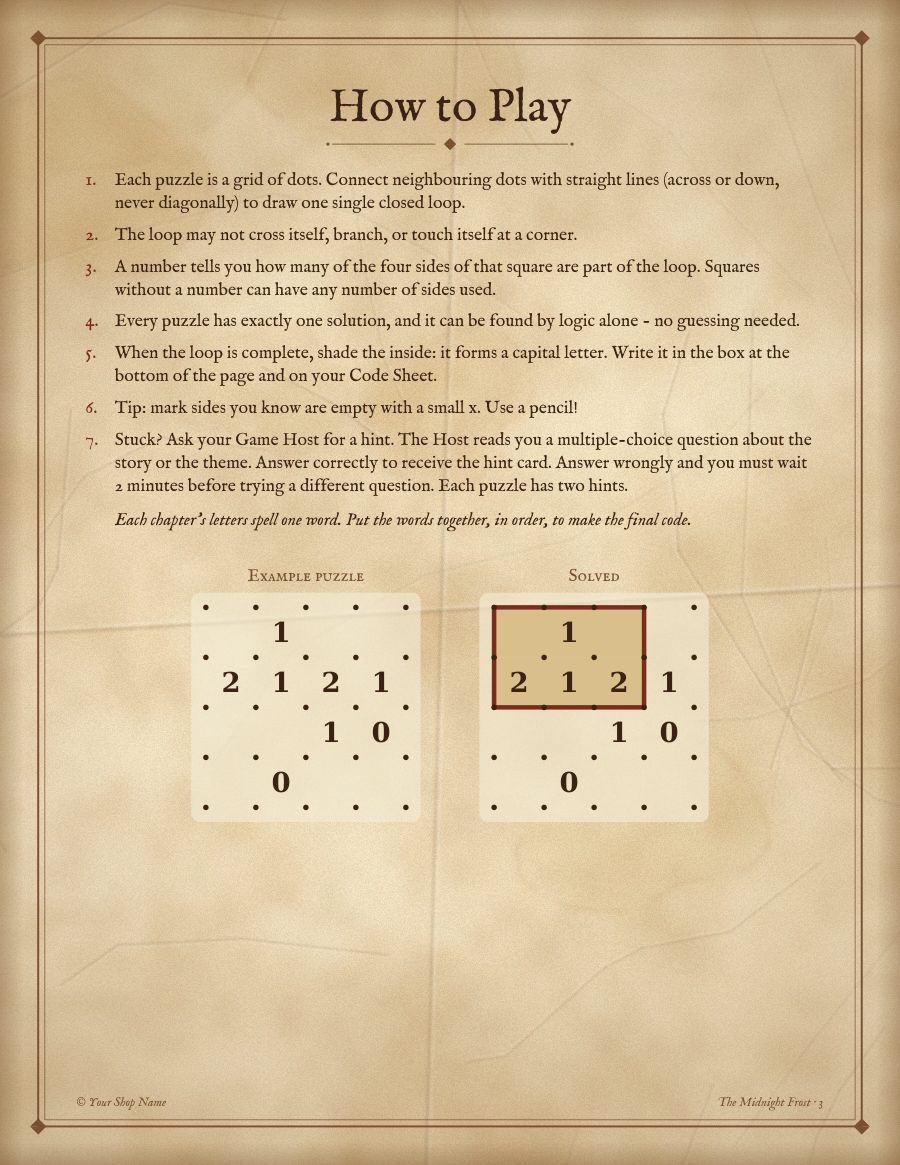 How to Play
1. Each puzzle is a grid of dots. Connect neighbouring dots with straight lines (across or down,
never diagonally) to draw one single closed loop.
2. The loop may not cross itself, branch, or touch itself at a corner.
3. A number tells you how many of the four sides of that square are part of the loop. Squares
without a number can have any number of sides used.
4. Every puzzle has exactly one solution, and it can be found by logic alone - no guessing needed.
5. When the loop is complete, shade the inside: it forms a capital letter. Write it in the box at the
bottom of the page and on your Code Sheet.
6. Tip: mark sides you know are empty with a small x. Use a pencil!
7. Stuck? Ask your Game Host for a hint. The Host reads you a multiple-choice question about the
story or the theme. Answer correctly to receive the hint card. Answer wrongly and you must wait
2 minutes before trying a different question. Each puzzle has two hints.
Each chapter's letters spell one word. Put the words together, in order, to make the final code.
Example puzzle
1
2 1 2 1
1 0
0
Solved
1
2 1 2 1
1 0
0
© Your Shop Name
The Midnight Frost · 3